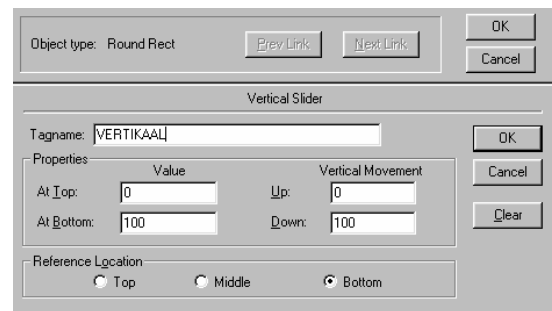 Object type: Round Rect Prev Link Next Link OK
Cancel
Vertical Slider
Tagname: VERTIKAAL OK
Properties
Value Vertical Movement Cancel
At Top: 0 Up: 0
At Bottom: 100 Down: 100 Clear
Reference Location
Top Middle Bottom